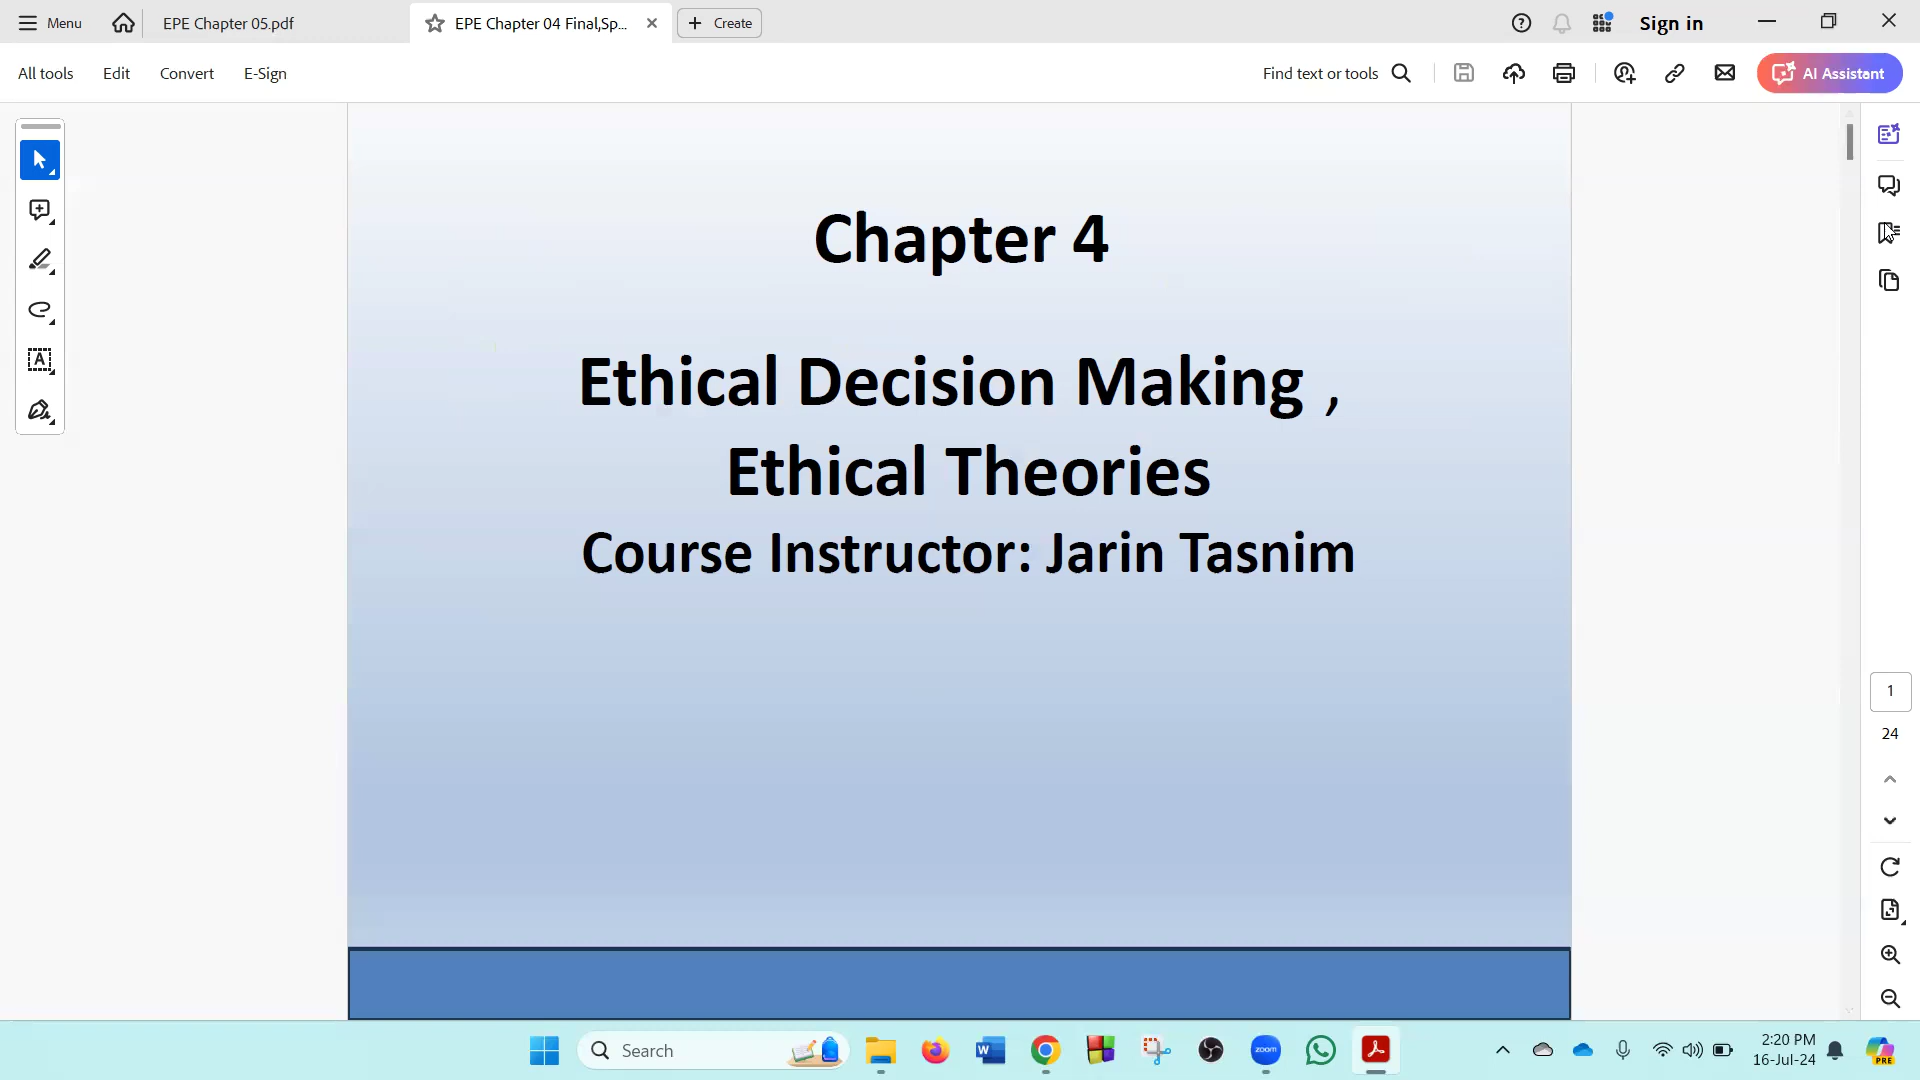 Menu
EPE Chapter 05.pdf
EPE Chapter 04 Final,Sp...
Create
Sign in
All tools
Edit
Convert
E-Sign
Find text or tools
AI Assistant
Chapter 4
Ethical Decision Making ,
Ethical Theories
Course Instructor: Jarin Tasnim
1
24
Search
zoom
2:20 PM
16-Jul-24
PRE